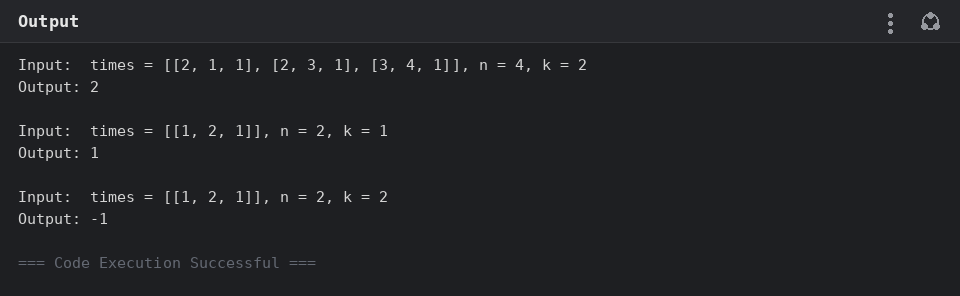 Output
Input:  times = [[2, 1, 1], [2, 3, 1], [3, 4, 1]], n = 4, k = 2
Output: 2
Input:  times = [[1, 2, 1]], n = 2, k = 1
Output: 1
Input:  times = [[1, 2, 1]], n = 2, k = 2
Output: -1
=== Code Execution Successful ===